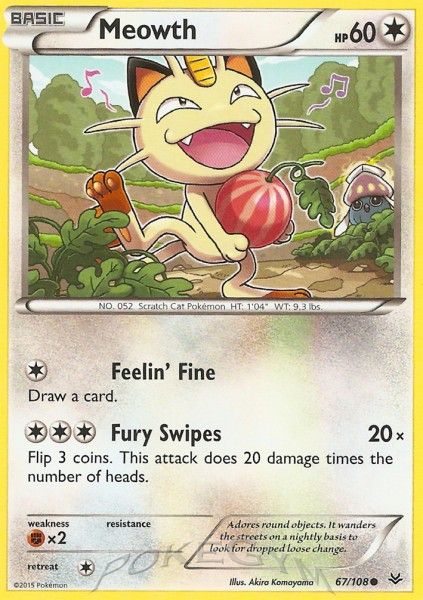 BASIC
Meowth
HP60
NO. 052 Scratch Cat Pokémon HT: 1'04" WT: 9.3 lbs.
Feelin' Fine
Draw a card.
Fury Swipes 20×
Flip 3 coins. This attack does 20 damage times the
number of heads.
weakness resistance
×2
Adores round objects. It wanders
the streets on a nightly basis to
look for dropped loose change.
retreat
POKEGYM
©2015 Pokémon
Illus. Akira Komayama
67/108